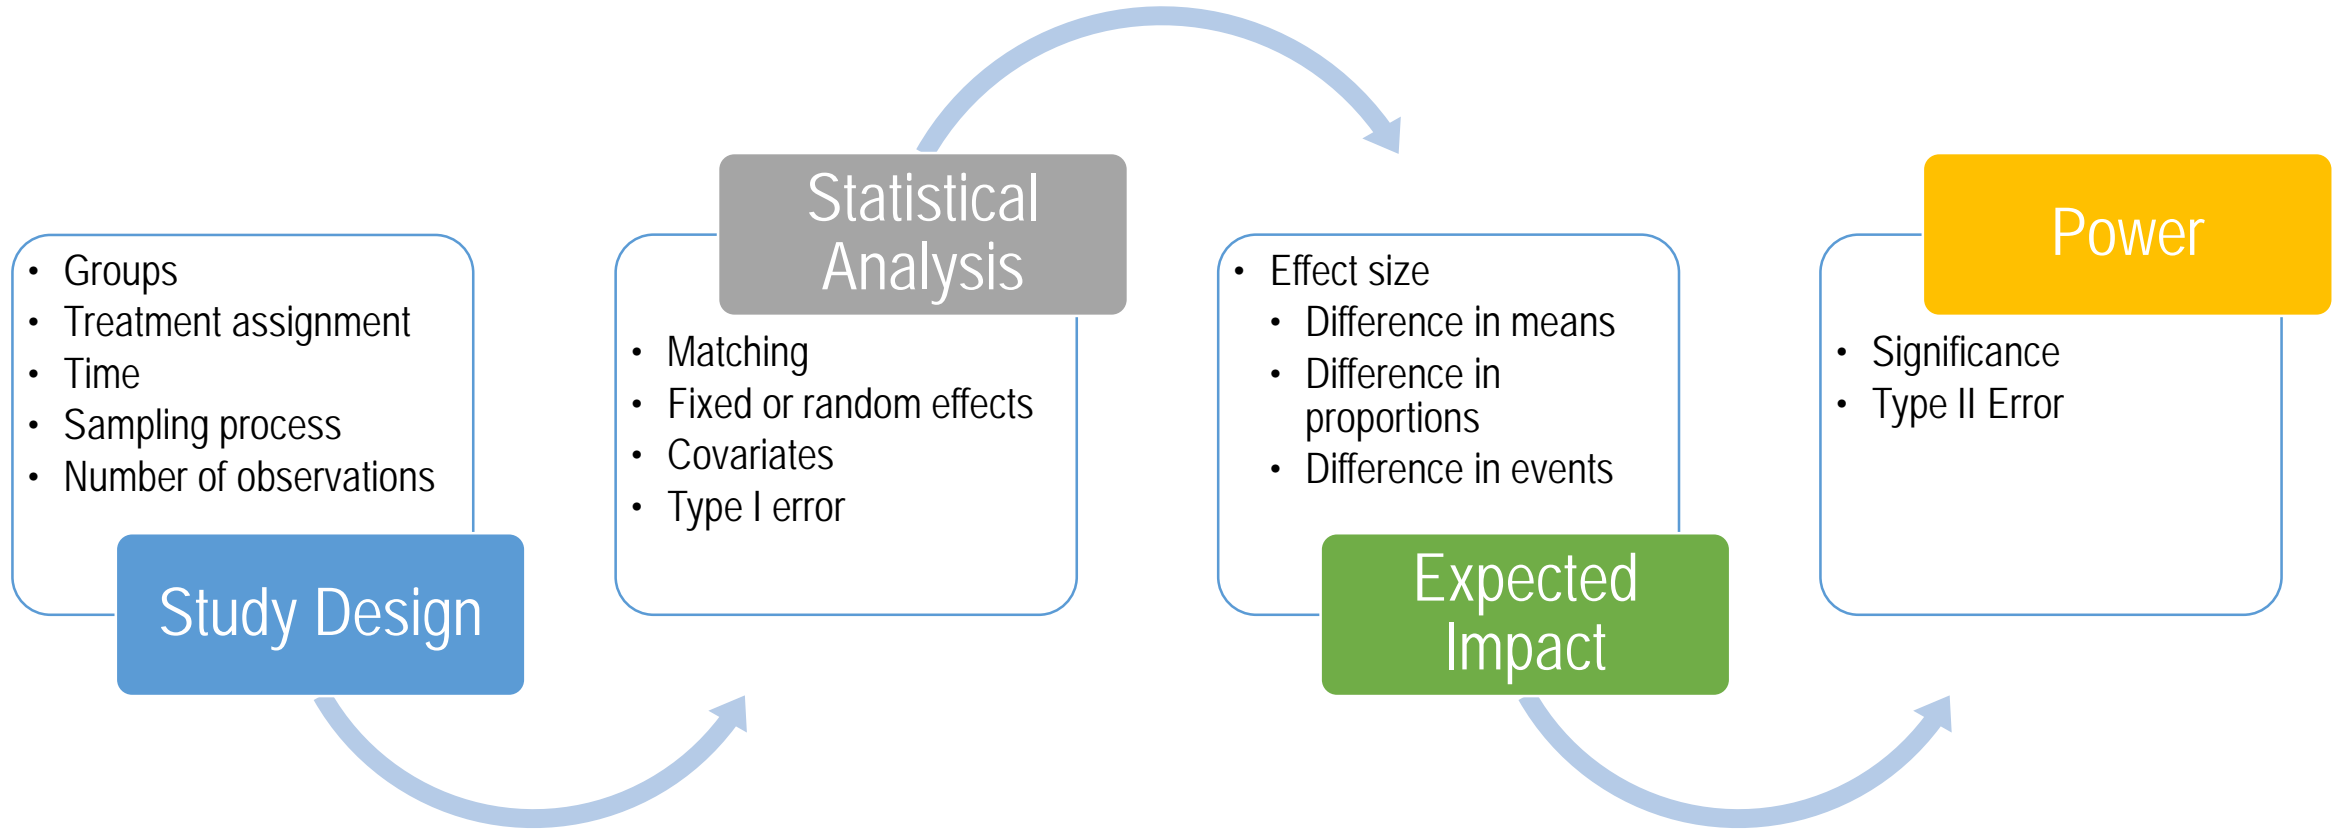 • Groups
• Treatment assignment
• Time
• Sampling process
• Number of observations
Study Design
Statistical
Analysis
• Matching
• Fixed or random effects
• Covariates
• Type I error
• Effect size
• Difference in means
• Difference in
proportions
• Difference in events
Expected
Impact
Power
• Significance
• Type II Error